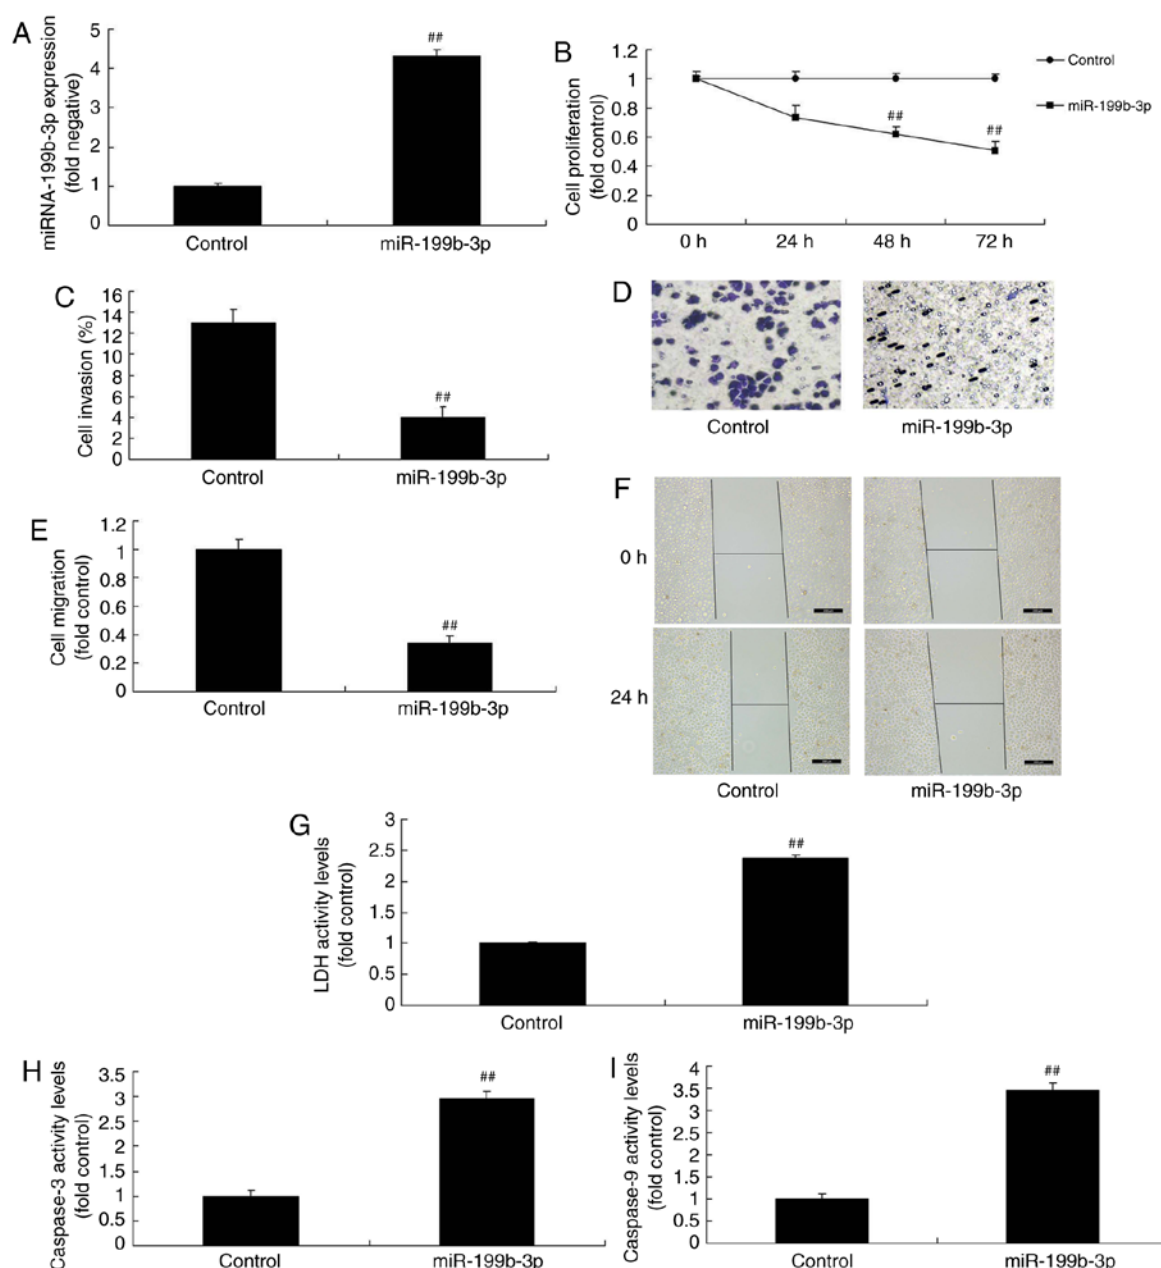 A
miRNA-199b-3p expression
(fold negative)
5
4
3
2
1
0
##
Control
miR-199b-3p
B
Cell proliferation
(fold control)
1.2
1
0.8
0.6
0.4
0.2
0
##
##
0 h
24 h
48 h
72 h
Control
miR-199b-3p
C
Cell invasion (%)
16
14
12
10
8
6
4
2
0
##
Control
miR-199b-3p
D
Control
miR-199b-3p
E
Cell migration
(fold control)
1.2
1
0.8
0.6
0.4
0.2
0
##
Control
miR-199b-3p
F
0 h
24 h
Control
miR-199b-3p
G
LDH activity levels
(fold control)
3
2.5
2
1.5
1
0.5
0
##
Control
miR-199b-3p
H
Caspase-3 activity levels
(fold control)
3.5
3
2.5
2
1.5
1
0.5
0
##
Control
miR-199b-3p
I
Caspase-9 activity levels
(fold control)
4
3.5
3
2.5
2
1.5
1
0.5
0
##
Control
miR-199b-3p